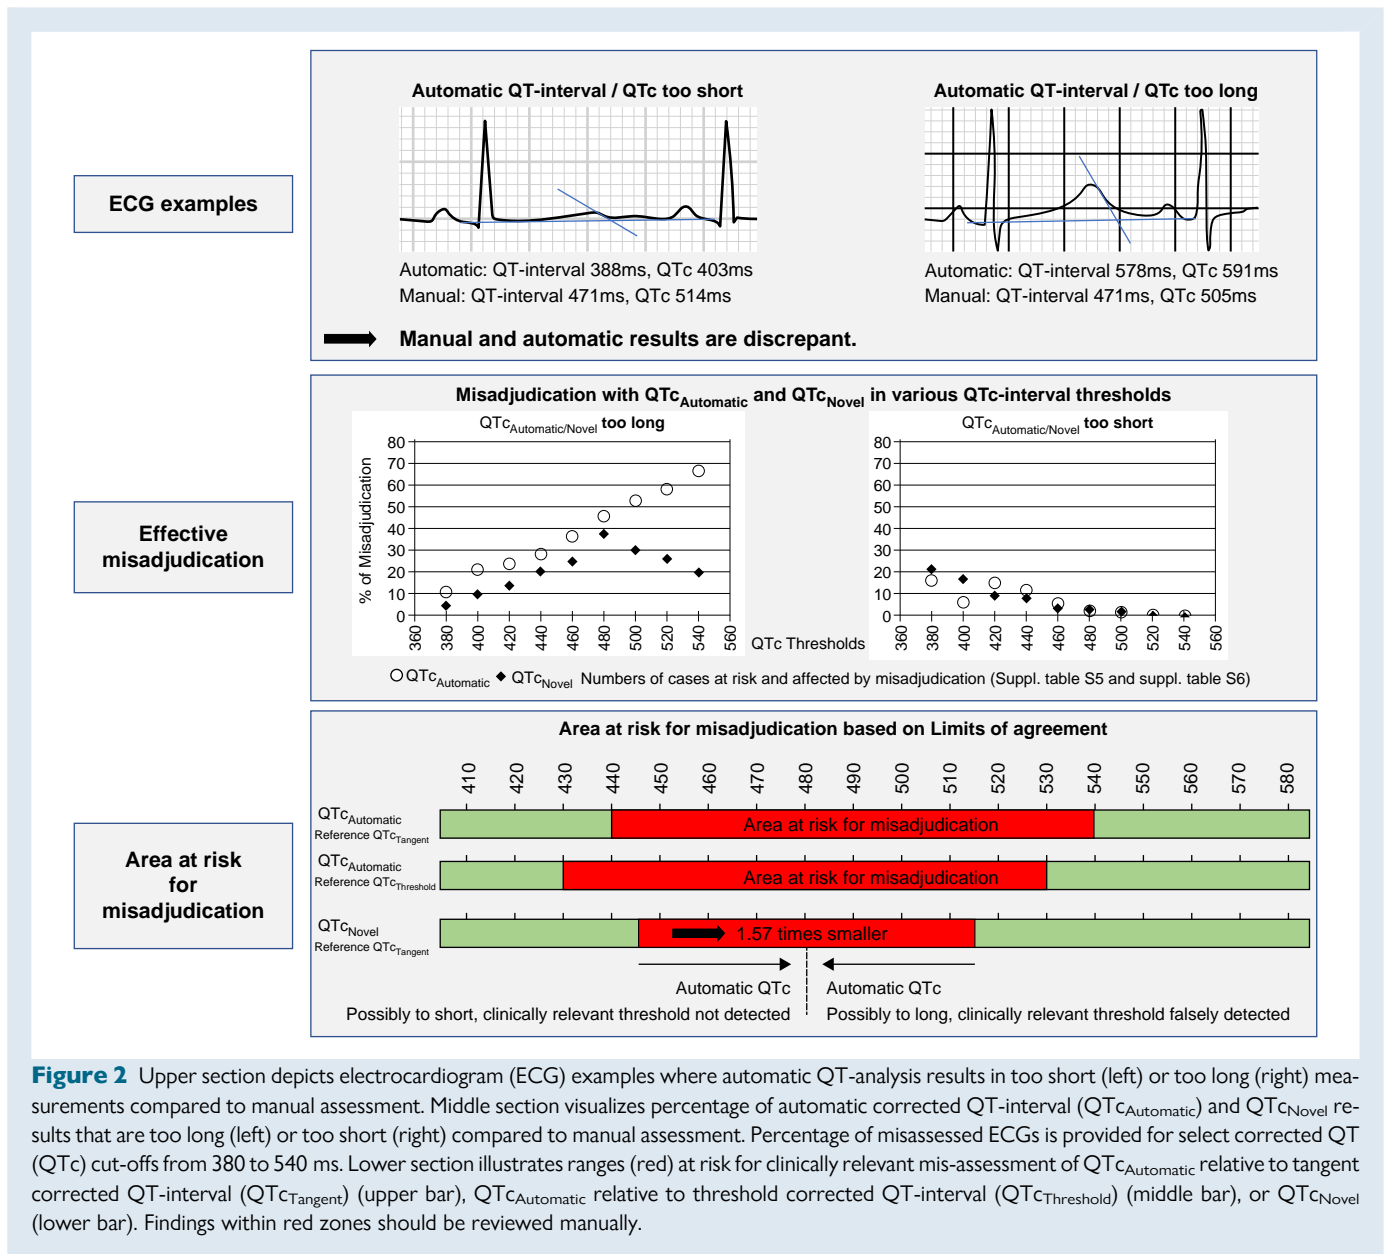 ECG examples
Automatic QT-interval / QTc too short
Automatic: QT-interval 388ms, QTc 403ms
Manual: QT-interval 471ms, QTc 514ms
Automatic QT-interval / QTc too long
Automatic: QT-interval 578ms, QTc 591ms
Manual: QT-interval 471ms, QTc 505ms
Manual and automatic results are discrepant.
Effective
misadjudication
Misadjudication with QTcAutomatic and QTcNovel in various QTc-interval thresholds
QTcAutomatic/Novel too long
% of Misadjudication
80
70
60
50
40
30
20
10
0
360 380 400 420 440 460 480 500 520 540 560
QTc Thresholds
QTcAutomatic/Novel too short
80
70
60
50
40
30
20
10
0
360 380 400 420 440 460 480 500 520 540 560
QTcAutomatic QTcNovel Numbers of cases at risk and affected by misadjudication (Suppl. table S5 and suppl. table S6)
Area at risk
for
misadjudication
Area at risk for misadjudication based on Limits of agreement
410 420 430 440 450 460 470 480 490 500 510 520 530 540 550 560 570 580
QTcAutomatic
Reference QTcTangent
Area at risk for misadjudication
QTcAutomatic
Reference QTcThreshold
Area at risk for misadjudication
QTcNovel
Reference QTcTangent
1.57 times smaller
Automatic QTc
Possibly to short, clinically relevant threshold not detected
Automatic QTc
Possibly to long, clinically relevant threshold falsely detected
Figure 2 Upper section depicts electrocardiogram (ECG) examples where automatic QT-analysis results in too short (left) or too long (right) mea-
surements compared to manual assessment. Middle section visualizes percentage of automatic corrected QT-interval (QTcAutomatic) and QTcNovel re-
sults that are too long (left) or too short (right) compared to manual assessment. Percentage of misassessed ECGs is provided for select corrected QT
(QTc) cut-offs from 380 to 540 ms. Lower section illustrates ranges (red) at risk for clinically relevant mis-assessment of QTcAutomatic relative to tangent
corrected QT-interval (QTcTangent) (upper bar), QTcAutomatic relative to threshold corrected QT-interval (QTcThreshold) (middle bar), or QTcNovel
(lower bar). Findings within red zones should be reviewed manually.